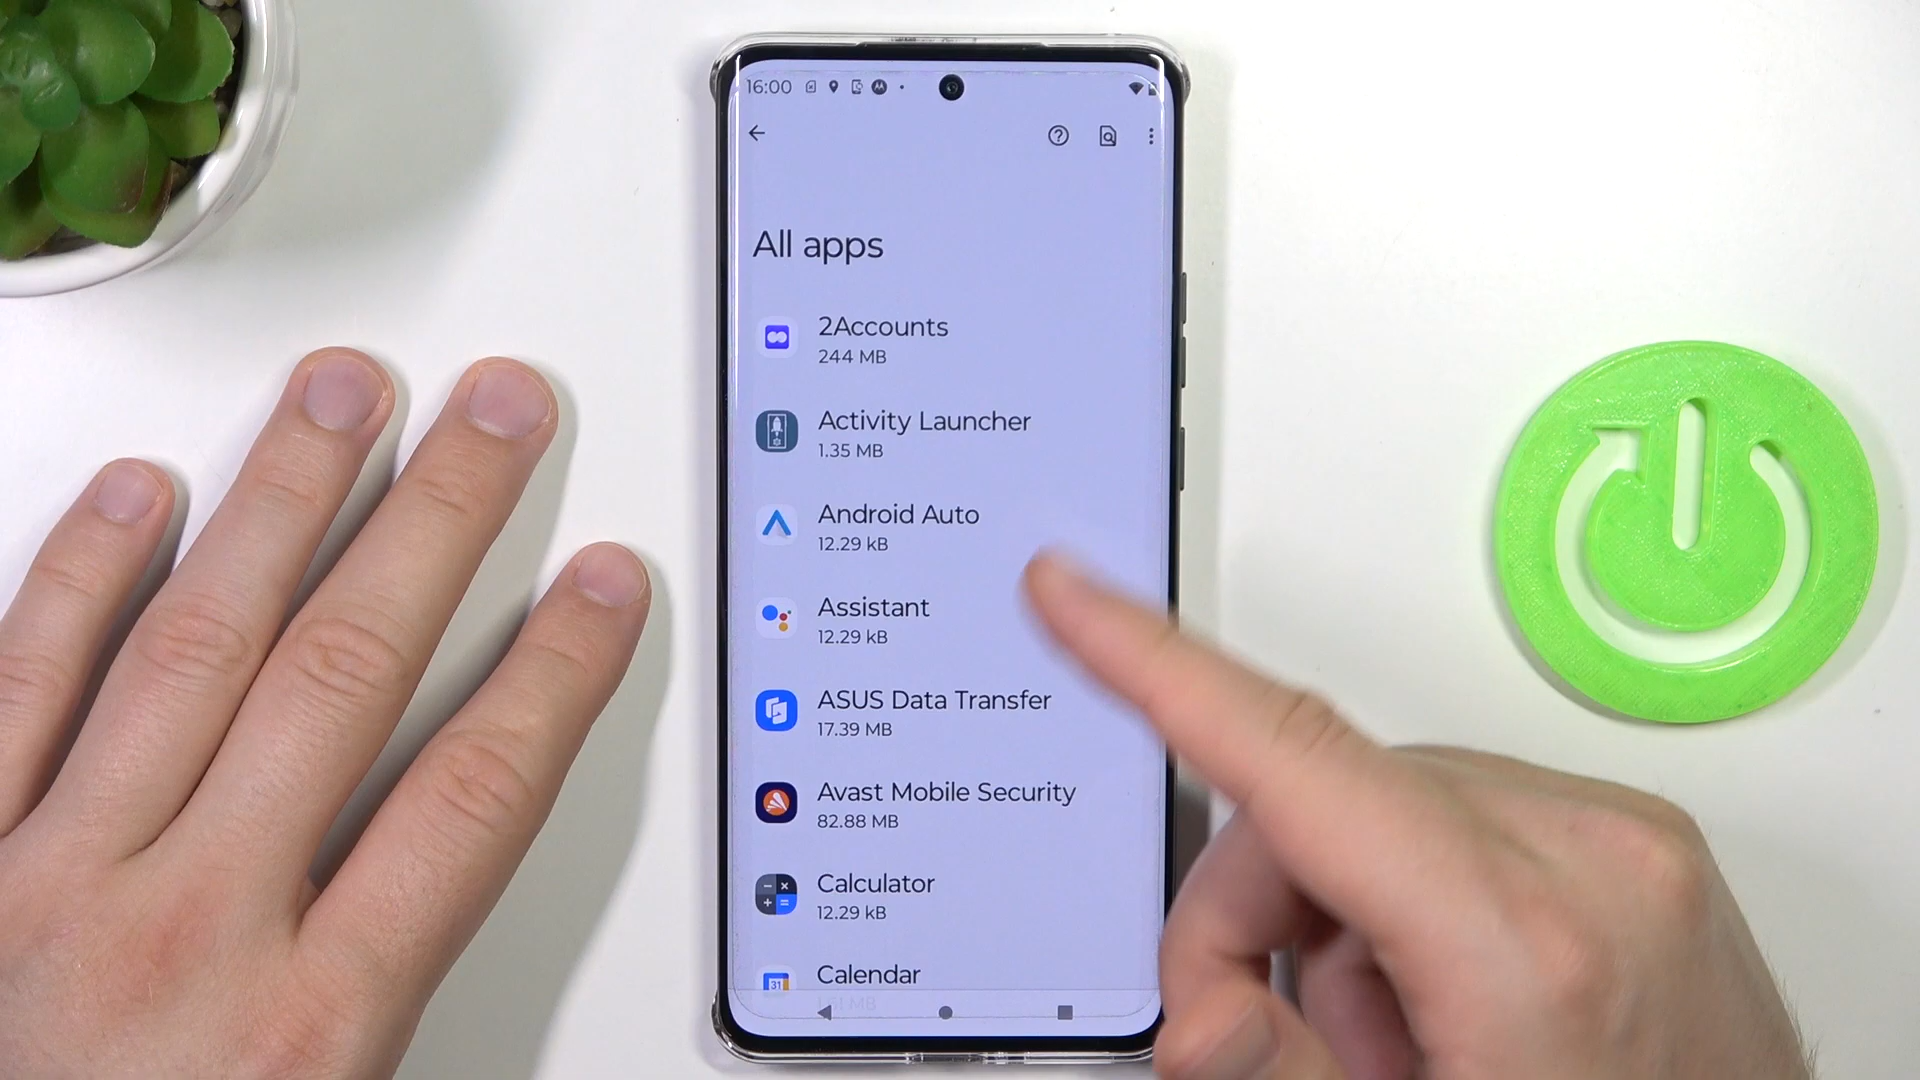 16:00
All apps
2Accounts
244 MB
Activity Launcher
1.35 MB
Android Auto
12.29 kB
Assistant
12.29 kB
ASUS Data Transfer
17.39 MB
Avast Mobile Security
82.88 MB
Calculator
12.29 kB
Calendar
31